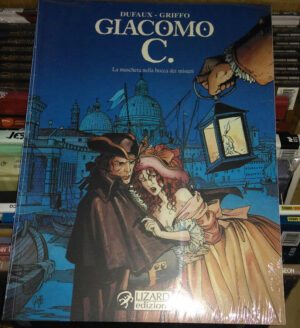 DUFAUX - GRIFFO
GIACOMO
C.
La maschera nella bocca dei misteri
LIZARD
edizioni